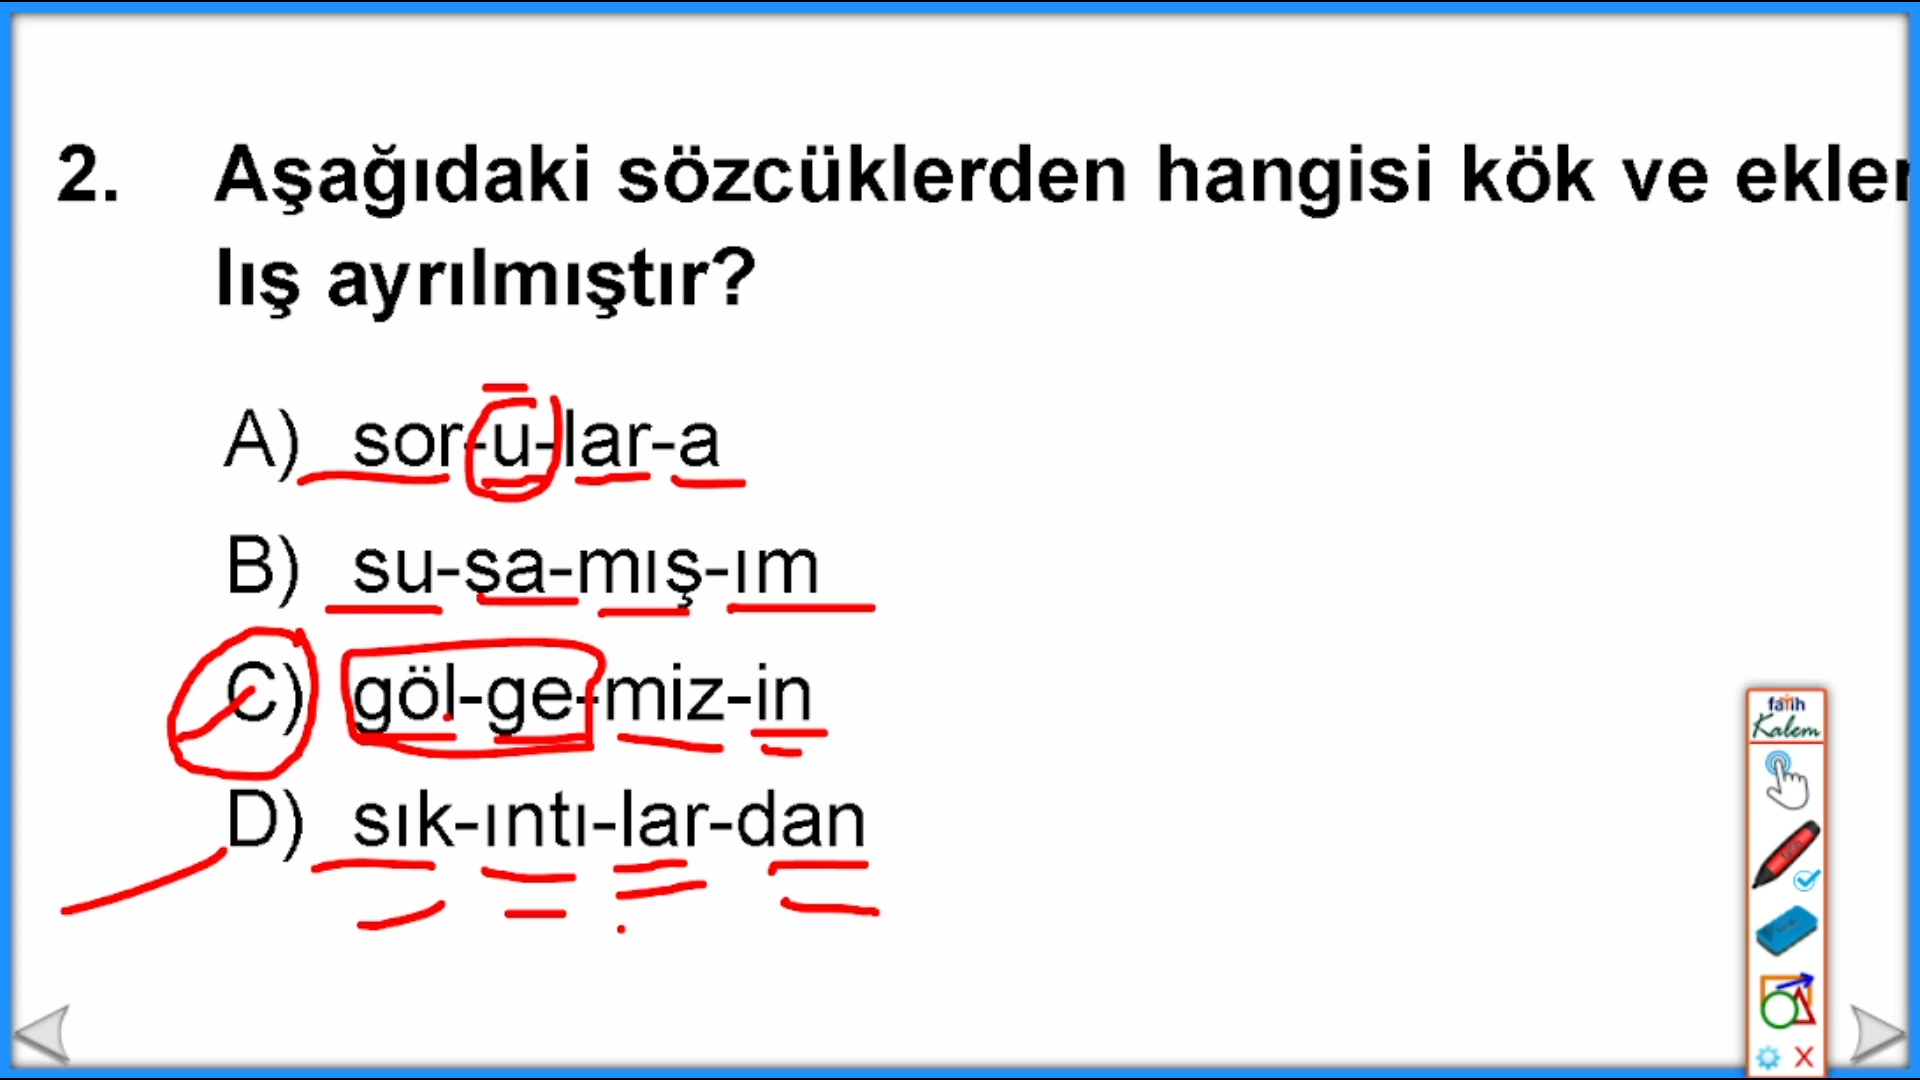 2. Aşağıdaki sözcüklerden hangisi kök ve ekler
lış ayrılmıştır?
A) sor-u-lar-a
B) su-sa-mış-ım
C) göl-ge-miz-in
D) sık-ıntı-lar-dan
fatih
Kalem